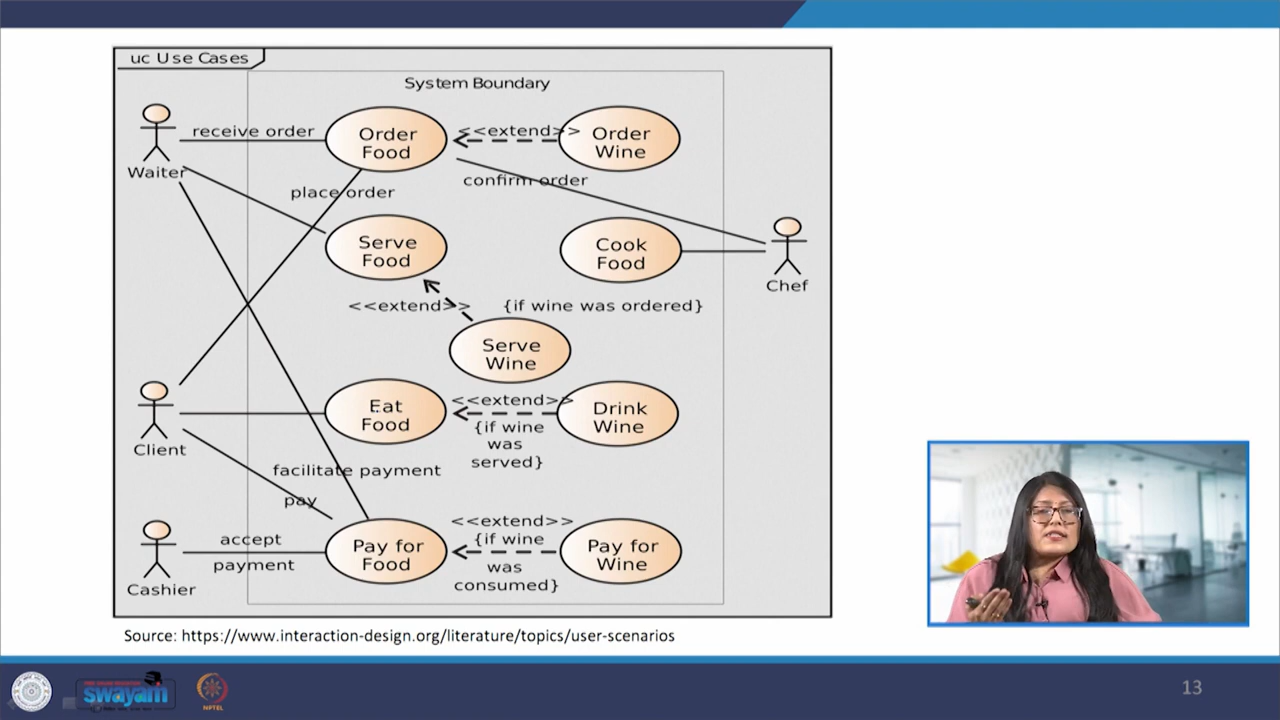 uc Use Cases
System Boundary
receive order
Order
Food
<<extend>>
Order
Wine
Waiter
place order
confirm order
Serve
Food
Cook
Food
Chef
<<extend>>
{if wine was ordered}
Serve
Wine
Client
Eat
Food
<<extend>>
{if wine
was
served}
Drink
Wine
facilitate payment
pay
Cashier
accept
payment
Pay for
Food
<<extend>>
{if wine
was
consumed}
Pay for
Wine
Source: https://www.interaction-design.org/literature/topics/user-scenarios
swayam
NPTEL
13